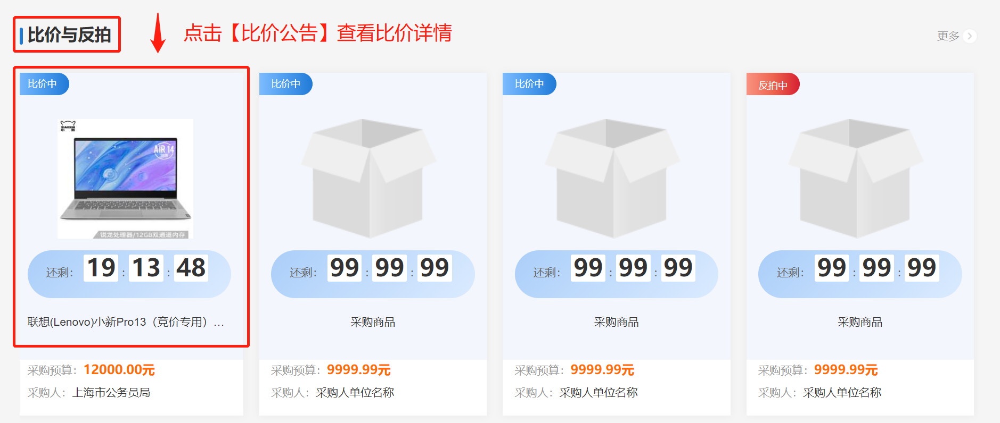 比价与反拍
点击【比价公告】查看比价详情
更多
比价中
XIAOXIN
小新
AIR 14
2019
锐龙处理器/12GB双通道内存
还剩： 19 : 13 : 48
联想(Lenovo)小新Pro13（竞价专用）...
采购预算：12000.00元
采购人：上海市公务员局
比价中
还剩： 99 : 99 : 99
采购商品
采购预算：9999.99元
采购人：采购人单位名称
比价中
还剩： 99 : 99 : 99
采购商品
采购预算：9999.99元
采购人：采购人单位名称
反拍中
还剩： 99 : 99 : 99
采购商品
采购预算：9999.99元
采购人：采购人单位名称